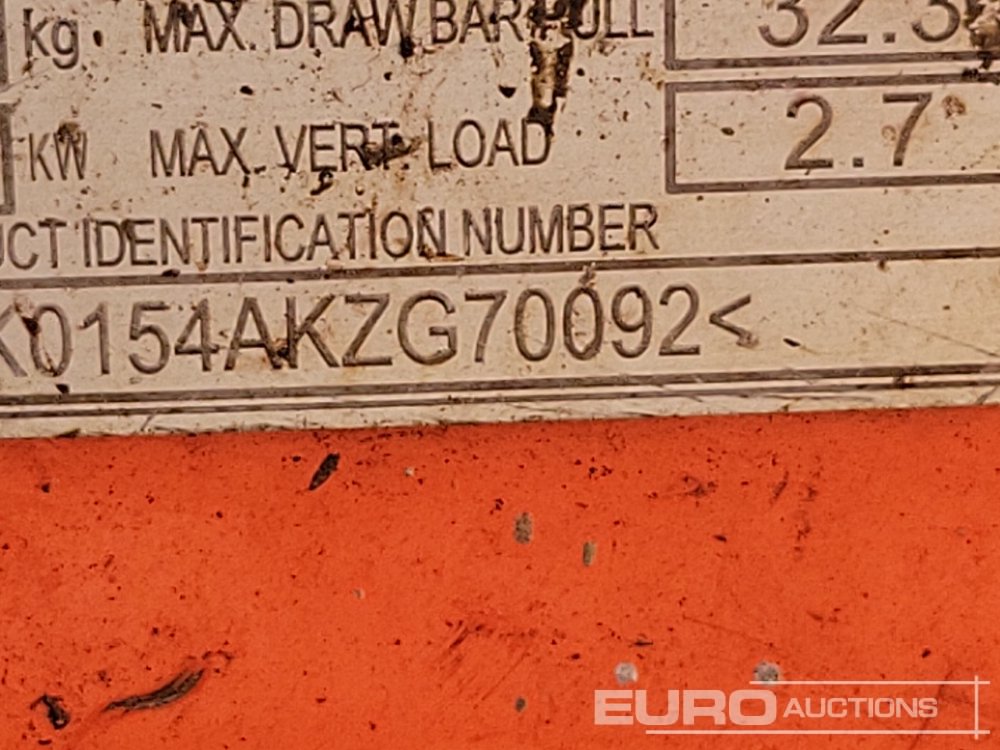 kg. MAX. DRAW BAR PULL 32.3
KW MAX. VERT. LOAD 2.7
UCT IDENTIFICATION NUMBER
K0154AKZG70092<
EURO AUCTIONS